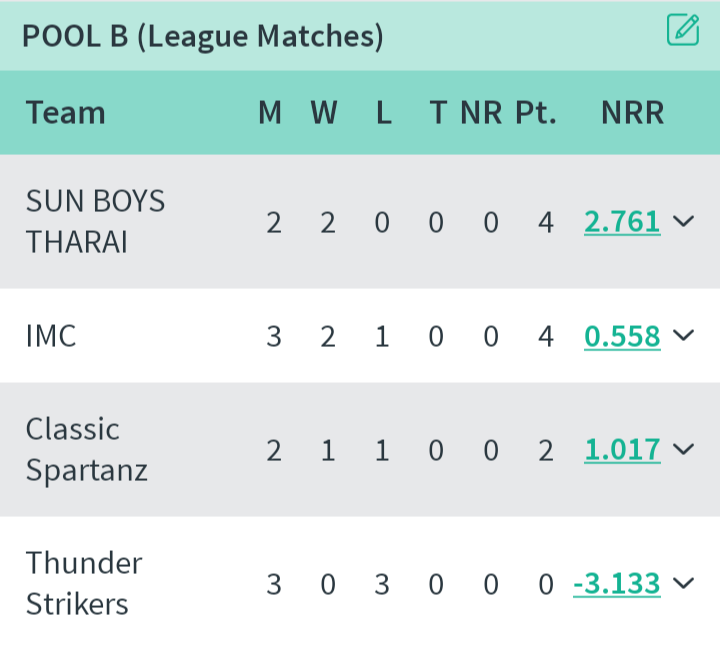 POOL B (League Matches)
Team M W L T NR Pt. NRR
SUN BOYS
THARAI 2 2 0 0 0 4 2.761
IMC 3 2 1 0 0 4 0.558
Classic
Spartanz 2 1 1 0 0 2 1.017
Thunder
Strikers 3 0 3 0 0 0 -3.133